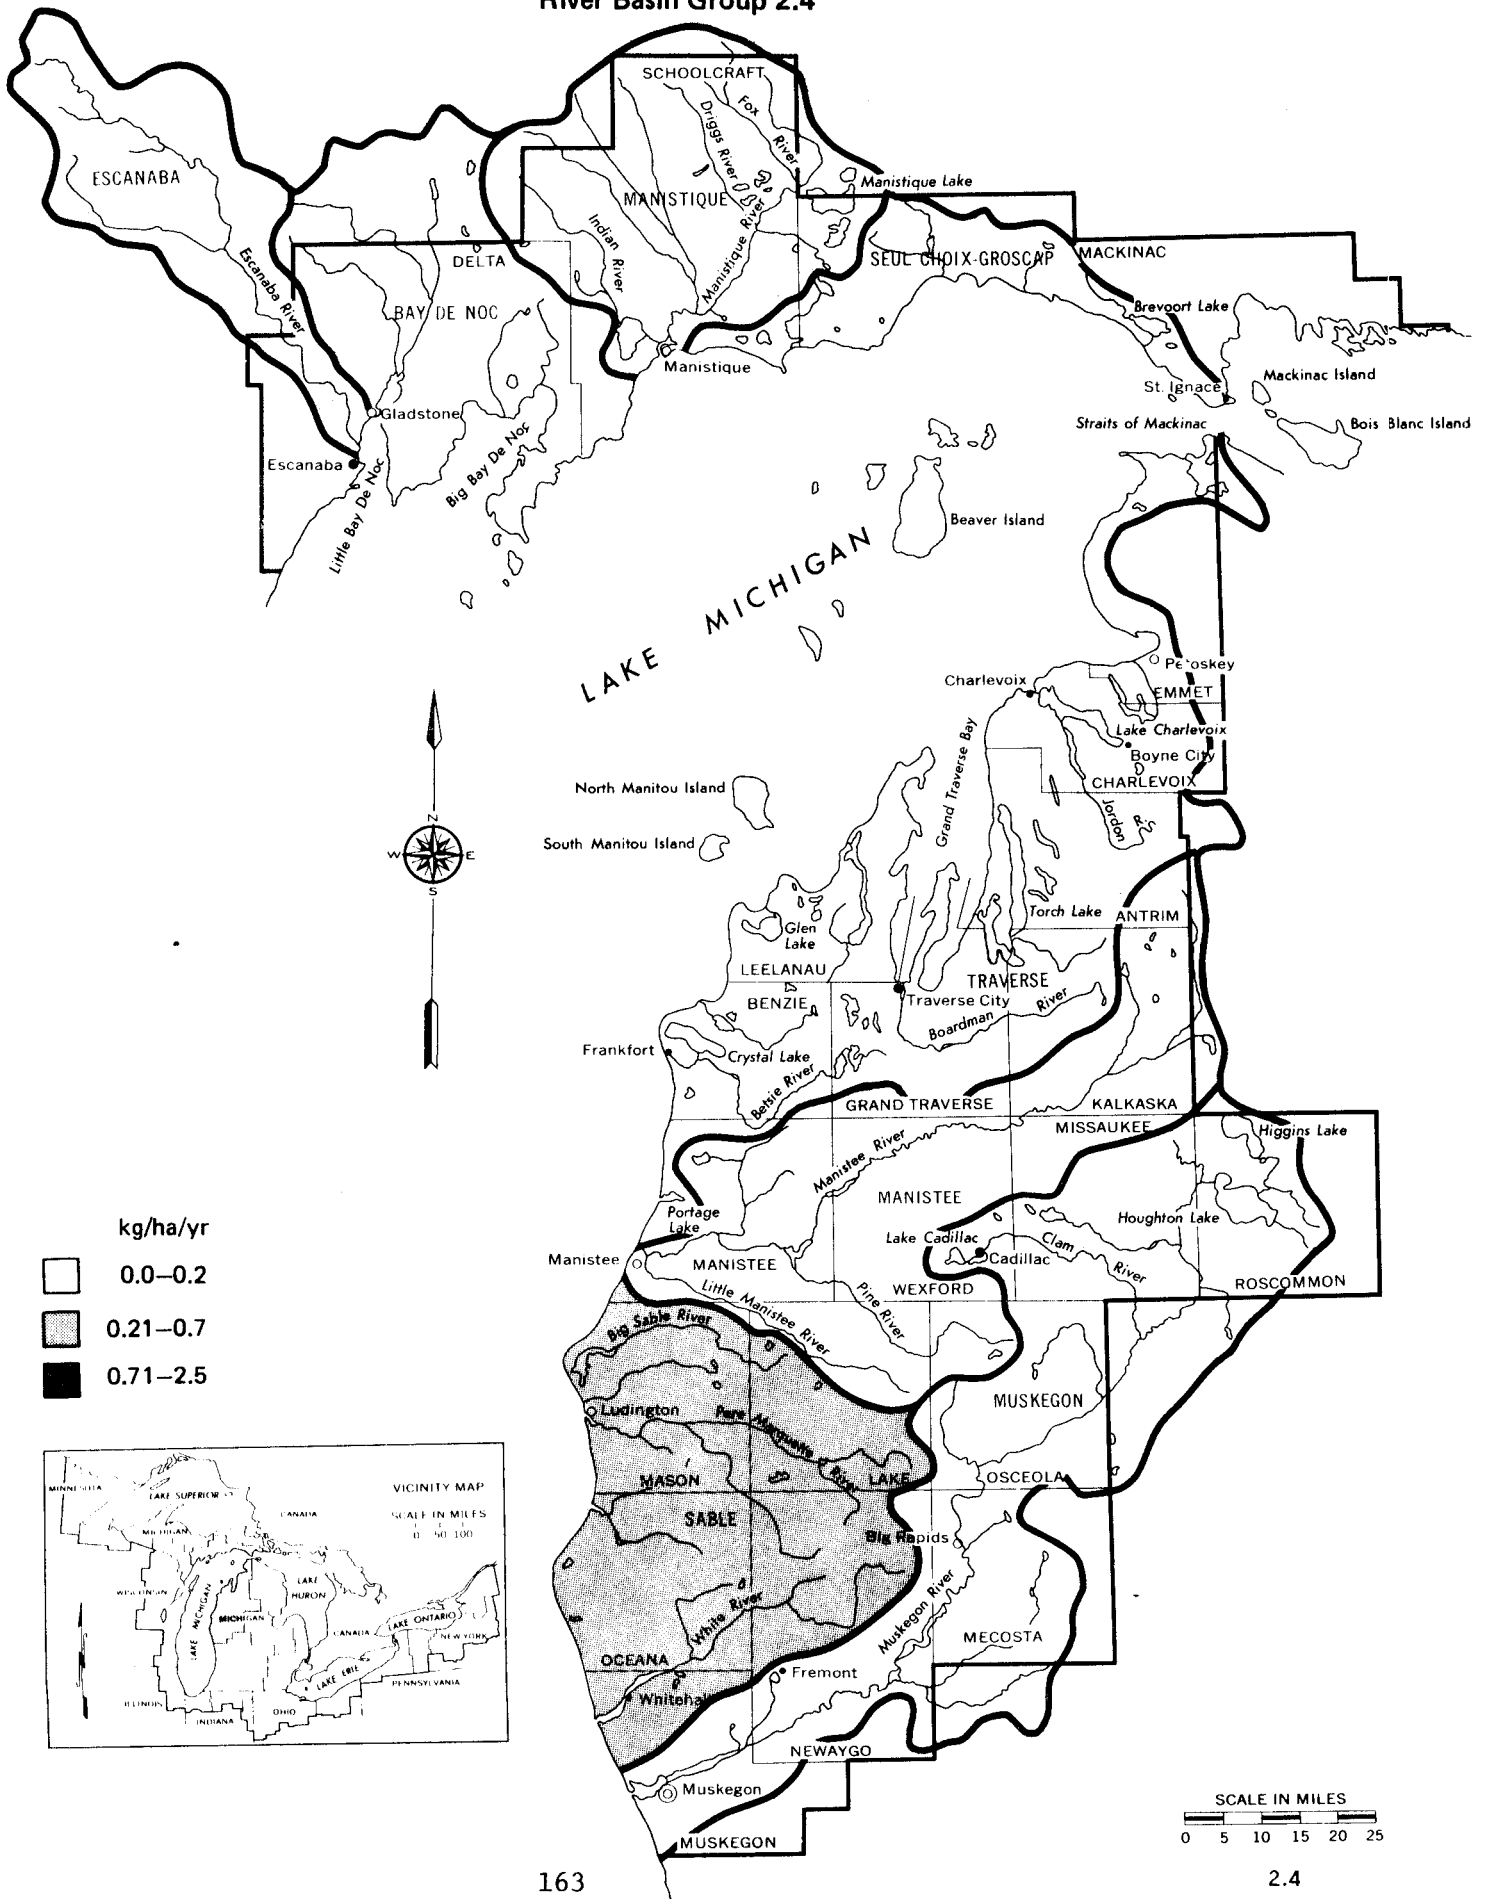 River Basin Group 2.4
SCHOOLCRAFT
Fox
River
Driggs River
ESCANABA
MANISTIQUE
Manistique Lake
Indian
River
Manistique River
SEUL CHOIX-GROSCAP
MACKINAC
DELTA
Escanaba River
BAY DE NOC
Brevoort Lake
Manistique
St. Ignace
Mackinac Island
Gladstone
Straits of Mackinac
Bois Blanc Island
Escanaba
Big Bay De Noc
Little Bay De Noc
Beaver Island
LAKE MICHIGAN
Petoskey
Charlevoix
EMMET
Lake Charlevoix
Boyne City
Grand Traverse Bay
CHARLEVOIX
North Manitou Island
Jordon
R.
South Manitou Island
N
W
E
S
Torch Lake
ANTRIM
Glen
Lake
LEELANAU
TRAVERSE
BENZIE
Traverse City
Boardman
River
Frankfort
Crystal Lake
Betsie River
GRAND TRAVERSE
KALKASKA
MISSAUKEE
Higgins Lake
Manistee River
MANISTEE
Portage
Lake
Houghton Lake
Lake Cadillac
Clam
River
Cadillac
Manistee
MANISTEE
WEXFORD
ROSCOMMON
Little Manistee River
Pine River
kg/ha/yr
0.0–0.2
0.21–0.7
0.71–2.5
Big Sable River
Ludington
Pere Marquette
River
MUSKEGON
MASON
LAKE
OSCEOLA
SABLE
Big Rapids
White River
Muskegon River
MECOSTA
OCEANA
Fremont
Whitehall
NEWAYGO
Muskegon
MUSKEGON
VICINITY MAP
SCALE IN MILES
0 50 100
MINNESOTA
LAKE SUPERIOR
CANADA
MICHIGAN
WISCONSIN
LAKE MICHIGAN
LAKE
HURON
MICHIGAN
CANADA
LAKE ONTARIO
NEW YORK
LAKE ERIE
PENNSYLVANIA
ILLINOIS
INDIANA
OHIO
SCALE IN MILES
0 5 10 15 20 25
163
2.4